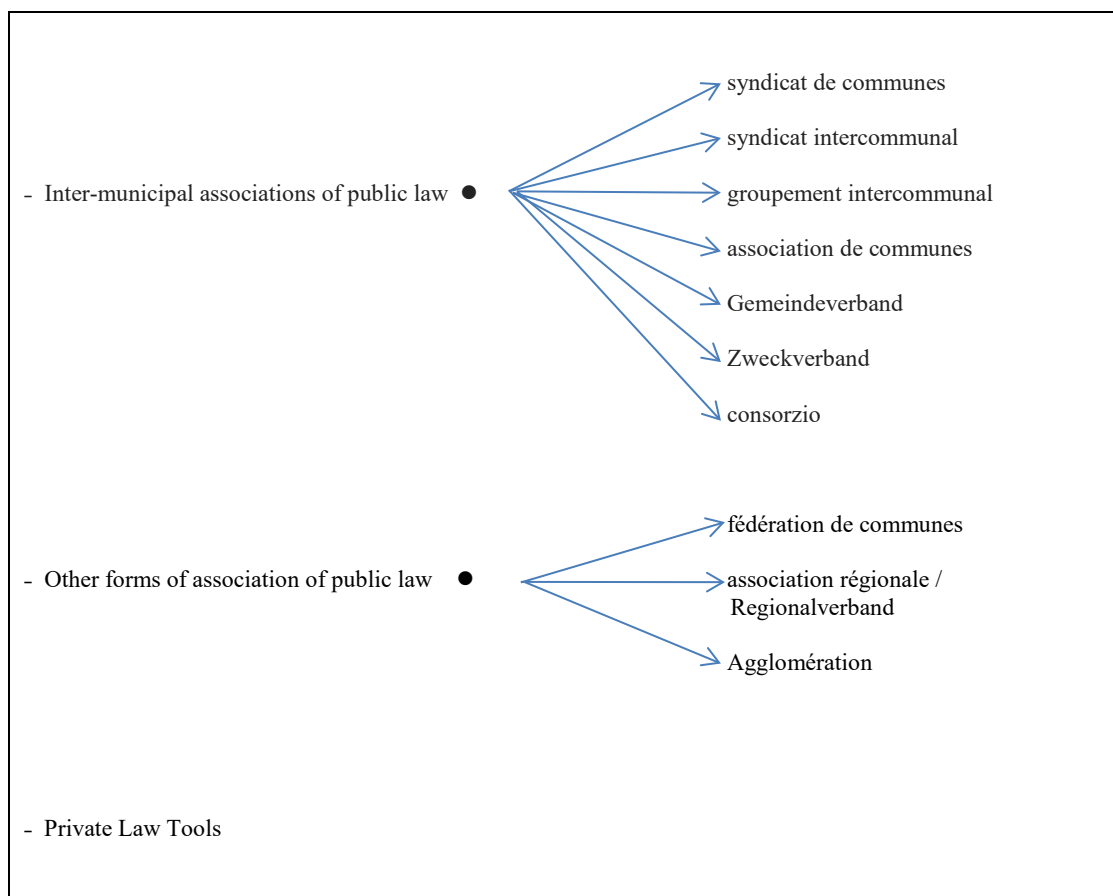 - Inter-municipal associations of public law ●
syndicat de communes
syndicat intercommunal
groupement intercommunal
association de communes
Gemeindeverband
Zweckverband
consorzio
- Other forms of association of public law ●
fédération de communes
association régionale /
Regionalverband
Agglomération
- Private Law Tools